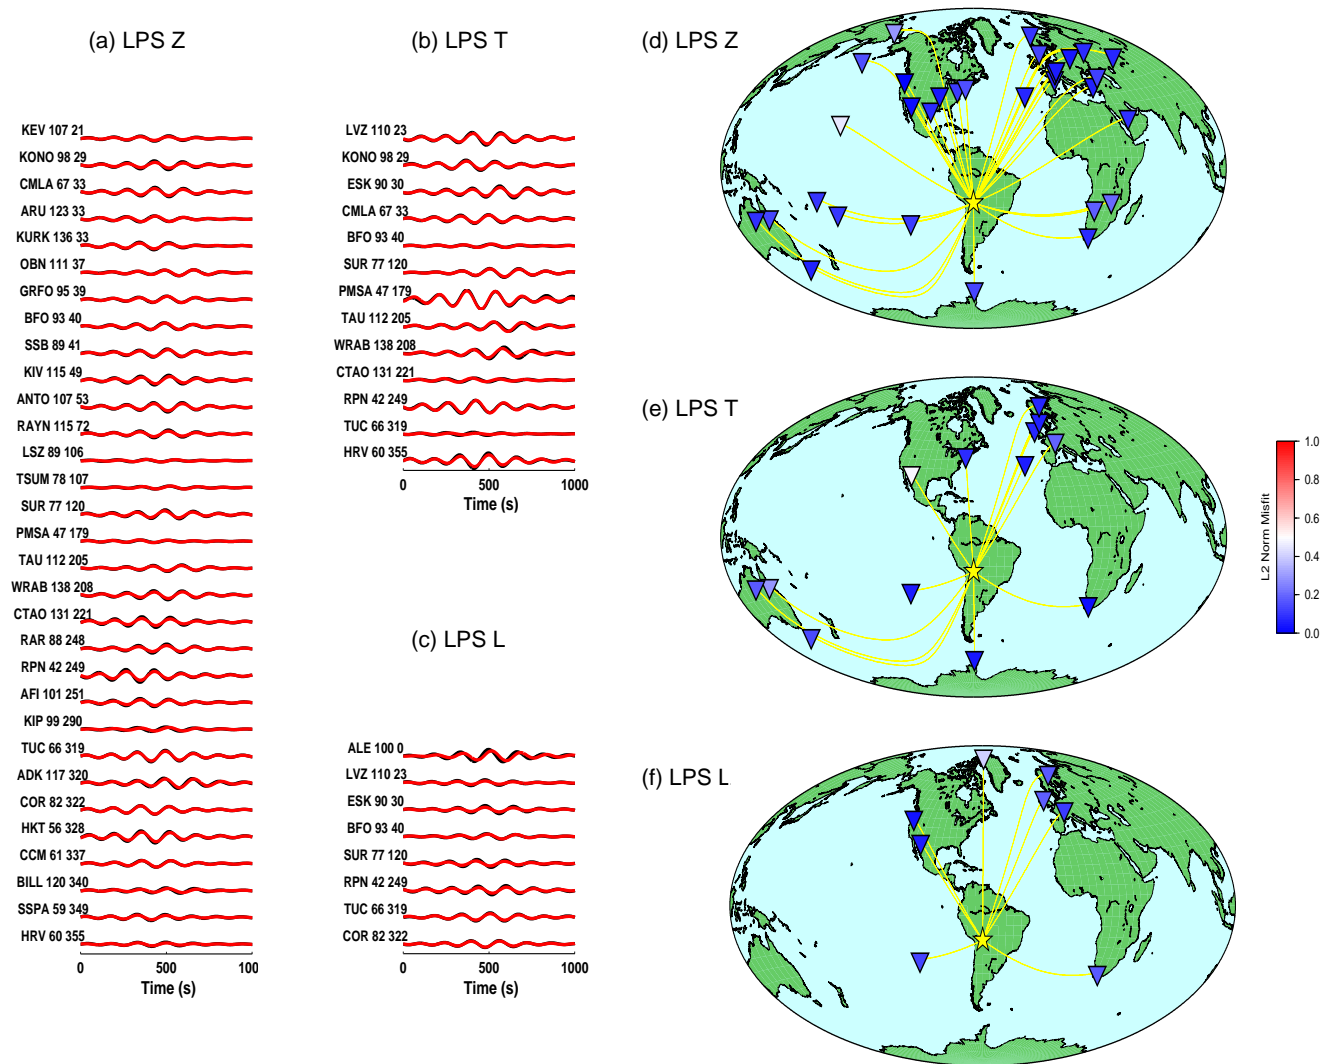 (a) LPS Z
KEV 107 21
KONO 98 29
CMLA 67 33
ARU 123 33
KURK 136 33
OBN 111 37
GRFO 95 39
BFO 93 40
SSB 89 41
KIV 115 49
ANTO 107 53
RAYN 115 72
LSZ 89 106
TSUM 78 107
SUR 77 120
PMSA 47 179
TAU 112 205
WRAB 138 208
CTAO 131 221
RAR 88 248
RPN 42 249
AFI 101 251
KIP 99 290
TUC 66 319
ADK 117 320
COR 82 322
HKT 56 328
CCM 61 337
BILL 120 340
SSPA 59 349
HRV 60 355
0 500 100
Time (s)
(b) LPS T
LVZ 110 23
KONO 98 29
ESK 90 30
CMLA 67 33
BFO 93 40
SUR 77 120
PMSA 47 179
TAU 112 205
WRAB 138 208
CTAO 131 221
RPN 42 249
TUC 66 319
HRV 60 355
0 500 1000
Time (s)
(c) LPS L
ALE 100 0
LVZ 110 23
ESK 90 30
BFO 93 40
SUR 77 120
RPN 42 249
TUC 66 319
COR 82 322
0 500 1000
Time (s)
(d) LPS Z
(e) LPS T
(f) LPS L
1.0
0.8
0.6
0.4
0.2
0.0
L2 Norm Misfit